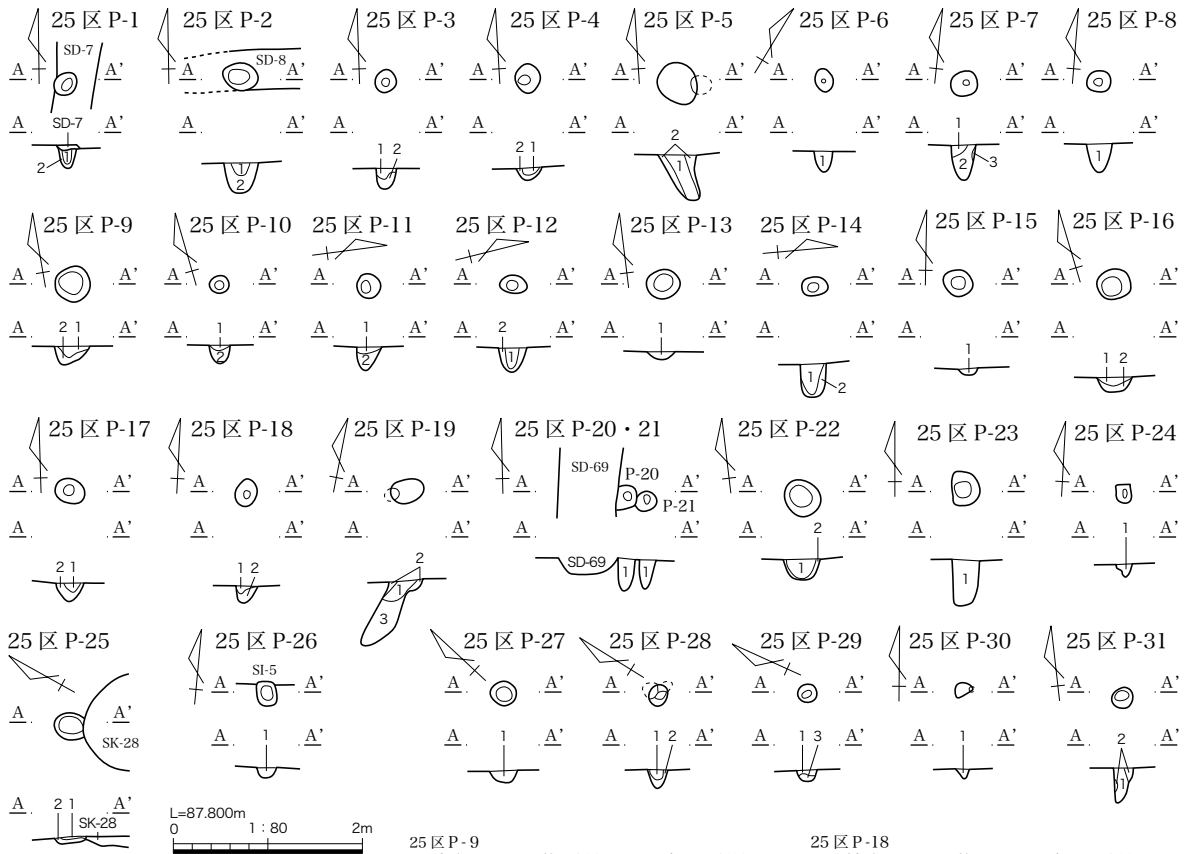 25区P-1 25区P-2 25区P-3 25区P-4 25区P-5 25区P-6 25区P-7 25区P-8
SD-7 SD-8
A A' A A' A A' A A' A A' A A' A A' A A'
A A' A A' A A' A A' A A' A A' A A' A A'
SD-7
1 2 1 2 1 2 2 1 2 1 1 1 2 3 1
25区P-9 25区P-10 25区P-11 25区P-12 25区P-13 25区P-14 25区P-15 25区P-16
A A' A A' A A' A A' A A' A A' A A' A A'
A A' A A' A A' A A' A A' A A' A A' A A'
2 1 1 2 1 2 2 1 1 1 2 1 1 2
25区P-17 25区P-18 25区P-19 25区P-20・21 25区P-22 25区P-23 25区P-24
SD-69 P-20 P-21
A A' A A' A A' A A' A A' A A' A A'
A A' A A' A A' A A' A A' A A' A A'
2 1 1 2 2 1 3 SD-69 1 1 2 1 1 1
25区P-25 25区P-26 25区P-27 25区P-28 25区P-29 25区P-30 25区P-31
SI-5
A A' A A' A A' A A' A A' A A'
A A' SK-28
A A' A A' A A' A A' A A' A A'
1 1 1 2 1 3 1 2 1
A A'
2 1 SK-28
L=87.800m
0 1:80 2m
25区P-9 25区P-18